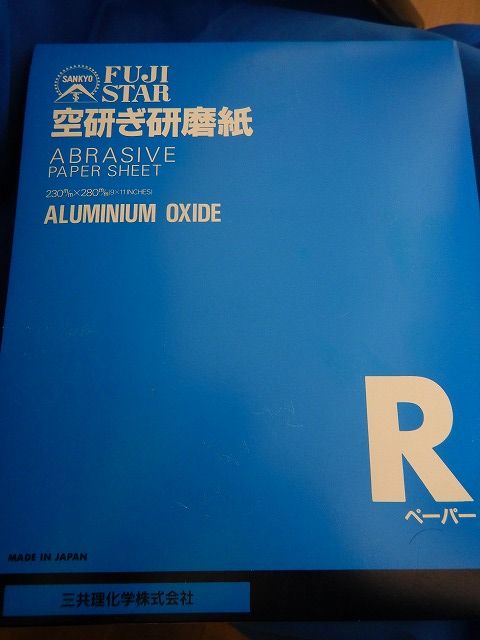 SANKYO
FUJI
STAR
空研ぎ研磨紙
ABRASIVE
PAPER SHEET
230㎜×280㎜(9×11INCHES)
ALUMINIUM OXIDE
R
ペーパー
MADE IN JAPAN
三共理化学株式会社